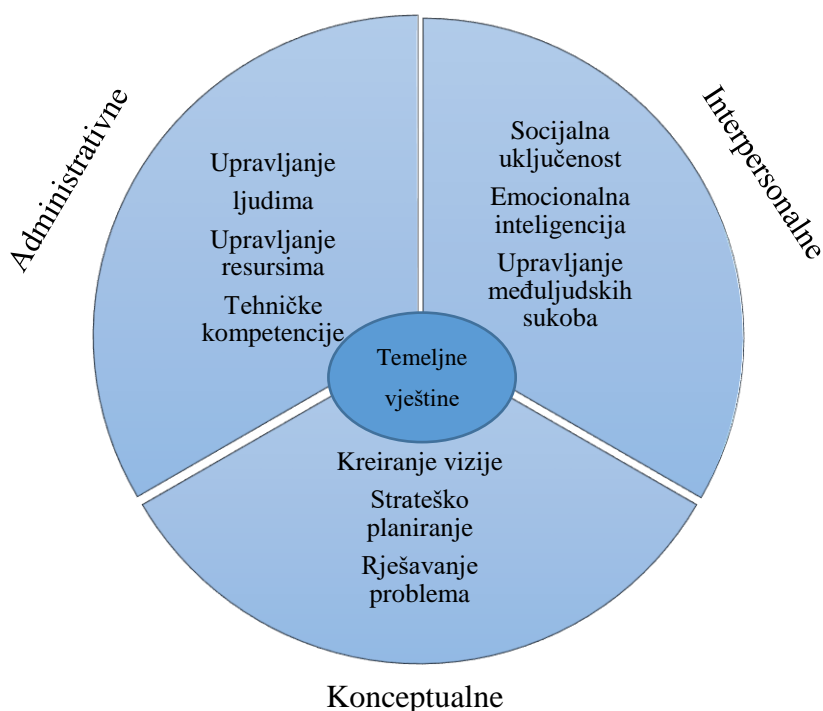 Administrativne
Upravljanje
ljudima
Upravljanje
resursima
Tehničke
kompetencije
Interpersonalne
Socijalna
uključenost
Emocionalna
inteligencija
Upravljanje
međuljudskih
sukoba
Temeljne
vještine
Kreiranje vizije
Strateško
planiranje
Rješavanje
problema
Konceptualne